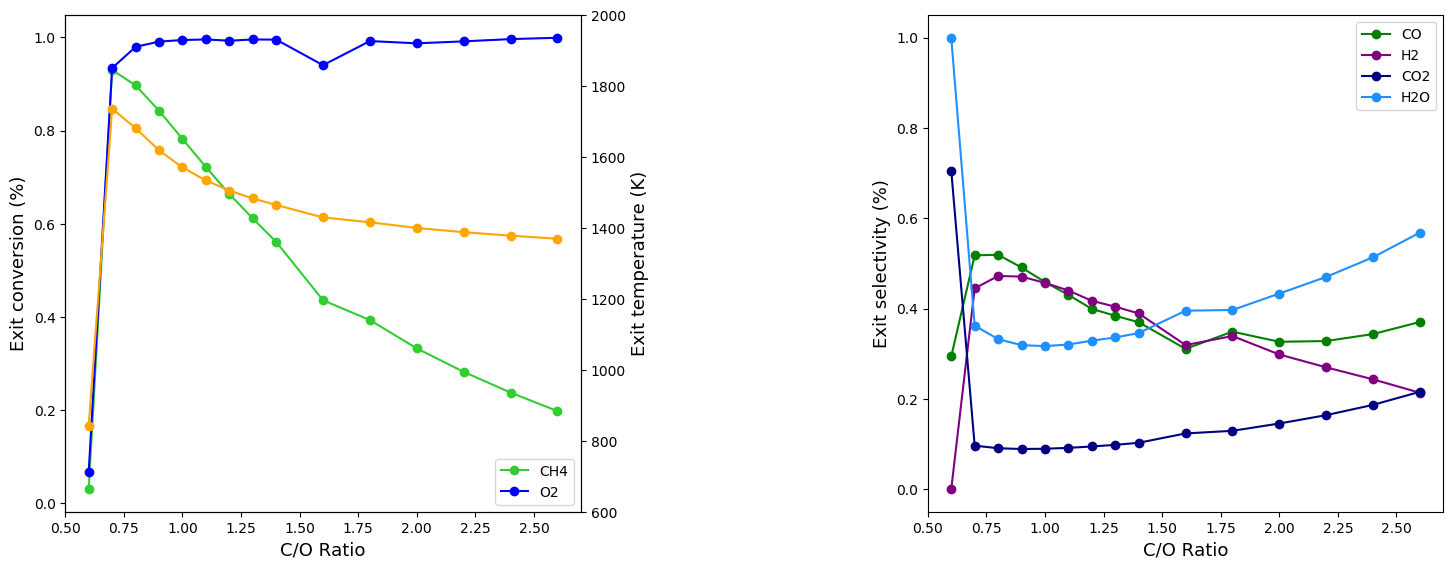 Exit conversion (%)
1.0
0.8
0.6
0.4
0.2
0.0
0.50 0.75 1.00 1.25 1.50 1.75 2.00 2.25 2.50
C/O Ratio
CH4
O2
2000
1800
1600
1400
1200
1000
800
600
Exit temperature (K)
Exit selectivity (%)
1.0
0.8
0.6
0.4
0.2
0.0
0.50 0.75 1.00 1.25 1.50 1.75 2.00 2.25 2.50
C/O Ratio
CO
H2
CO2
H2O